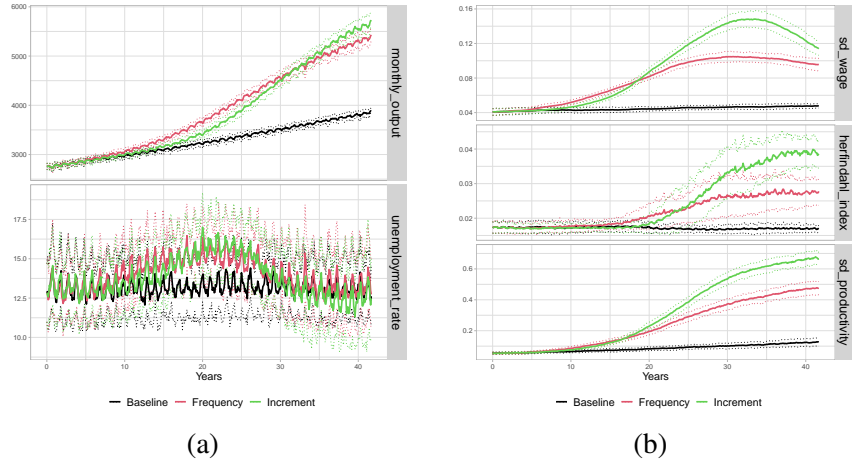 6000
5000
4000
3000
monthly_output
17.5
15.0
12.5
10.0
unemployment_rate
0
10
20
30
40
Years
Baseline
Frequency
Increment
(a)
0.16
0.12
0.08
0.04
sd_wage
0.04
0.03
0.02
herfindahl_index
0.6
0.4
0.2
sd_productivity
0
10
20
30
40
Years
Baseline
Frequency
Increment
(b)